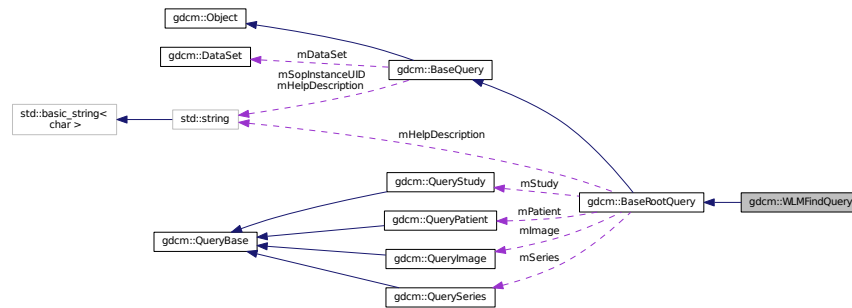 gdcm::Object
gdcm::DataSet
mDataSet
gdcm::BaseQuery
mSopInstanceUID
mHelpDescription
std::basic_string<
char >
std::string
mHelpDescription
gdcm::QueryStudy
mStudy
gdcm::BaseRootQuery
gdcm::WLMFindQuery
gdcm::QueryPatient
mPatient
gdcm::QueryBase
mImage
gdcm::QueryImage
mSeries
gdcm::QuerySeries